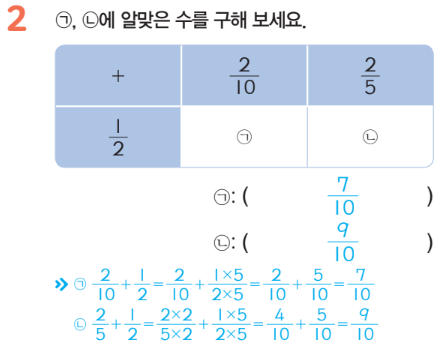 2 ㉠, ㉡에 알맞은 수를 구해 보세요.
+ 2/10 2/5
1/2 ㉠ ㉡
㉠: ( 7/10 )
㉡: ( 9/10 )
» ㉠ 2/10 + 1/2 = 2/10 + 1×5/2×5 = 2/10 + 5/10 = 7/10
㉡ 2/5 + 1/2 = 2×2/5×2 + 1×5/2×5 = 4/10 + 5/10 = 9/10